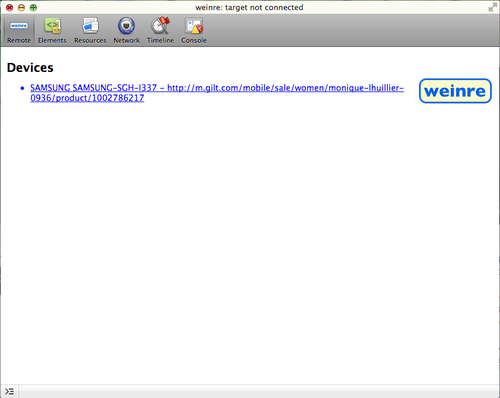 weinre: target not connected
weinre
Remote Elements Resources Network Timeline Console
Devices
• SAMSUNG SAMSUNG-SGH-I337 - http://m.gilt.com/mobile/sale/women/monique-lhuillier-
0936/product/1002786217
weinre